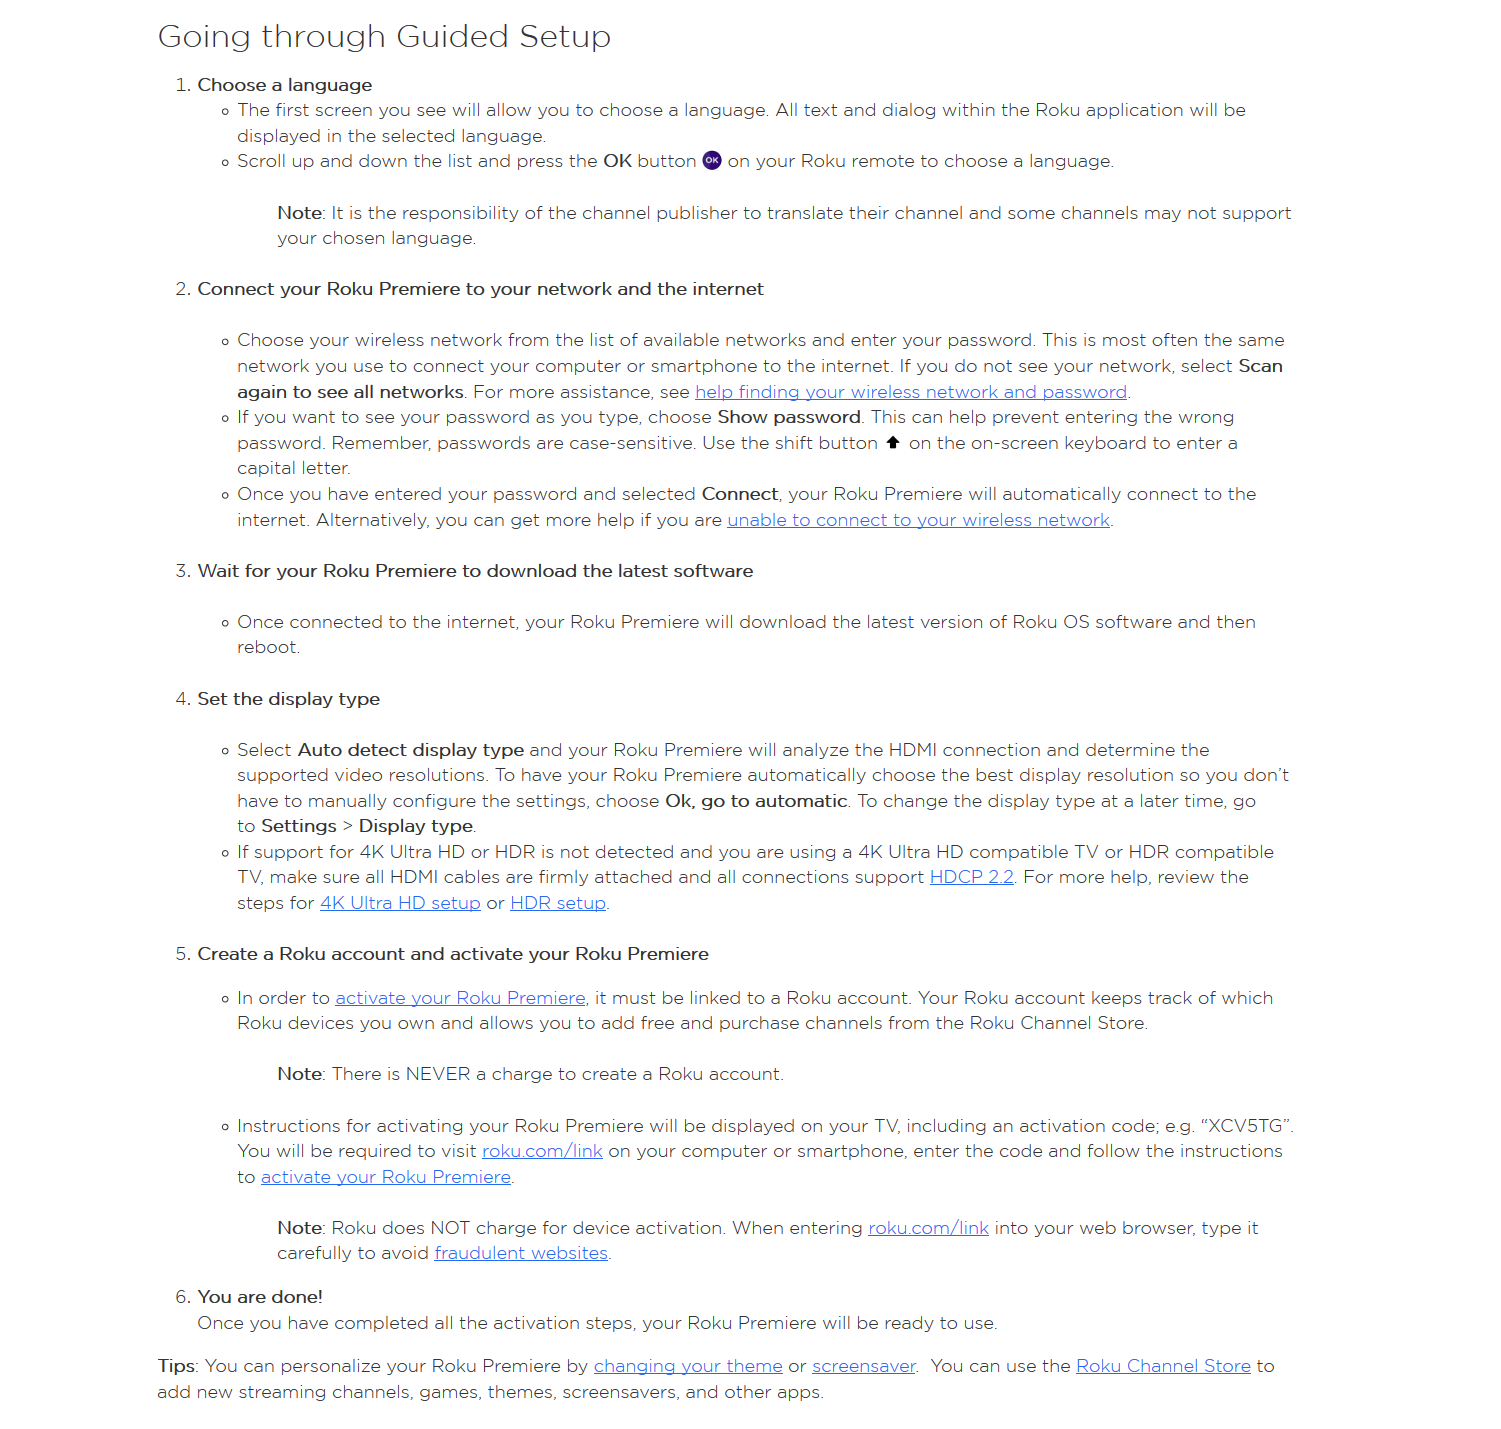 Going through Guided Setup
1. Choose a language
The first screen you see will allow you to choose a language. All text and dialog within the Roku application will be
displayed in the selected language.
Scroll up and down the list and press the OK button OK on your Roku remote to choose a language.
Note: It is the responsibility of the channel publisher to translate their channel and some channels may not support
your chosen language.
2. Connect your Roku Premiere to your network and the internet
Choose your wireless network from the list of available networks and enter your password. This is most often the same
network you use to connect your computer or smartphone to the internet. If you do not see your network, select Scan
again to see all networks. For more assistance, see help finding your wireless network and password.
If you want to see your password as you type, choose Show password. This can help prevent entering the wrong
password. Remember, passwords are case-sensitive. Use the shift button on the on-screen keyboard to enter a
capital letter.
Once you have entered your password and selected Connect, your Roku Premiere will automatically connect to the
internet. Alternatively, you can get more help if you are unable to connect to your wireless network.
3. Wait for your Roku Premiere to download the latest software
Once connected to the internet, your Roku Premiere will download the latest version of Roku OS software and then
reboot.
4. Set the display type
Select Auto detect display type and your Roku Premiere will analyze the HDMI connection and determine the
supported video resolutions. To have your Roku Premiere automatically choose the best display resolution so you don’t
have to manually configure the settings, choose Ok, go to automatic. To change the display type at a later time, go
to Settings > Display type.
If support for 4K Ultra HD or HDR is not detected and you are using a 4K Ultra HD compatible TV or HDR compatible
TV, make sure all HDMI cables are firmly attached and all connections support HDCP 2.2. For more help, review the
steps for 4K Ultra HD setup or HDR setup.
5. Create a Roku account and activate your Roku Premiere
In order to activate your Roku Premiere, it must be linked to a Roku account. Your Roku account keeps track of which
Roku devices you own and allows you to add free and purchase channels from the Roku Channel Store.
Note: There is NEVER a charge to create a Roku account.
Instructions for activating your Roku Premiere will be displayed on your TV, including an activation code; e.g. “XCV5TG”.
You will be required to visit roku.com/link on your computer or smartphone, enter the code and follow the instructions
to activate your Roku Premiere.
Note: Roku does NOT charge for device activation. When entering roku.com/link into your web browser, type it
carefully to avoid fraudulent websites.
6. You are done!
Once you have completed all the activation steps, your Roku Premiere will be ready to use.
Tips: You can personalize your Roku Premiere by changing your theme or screensaver. You can use the Roku Channel Store to
add new streaming channels, games, themes, screensavers, and other apps.